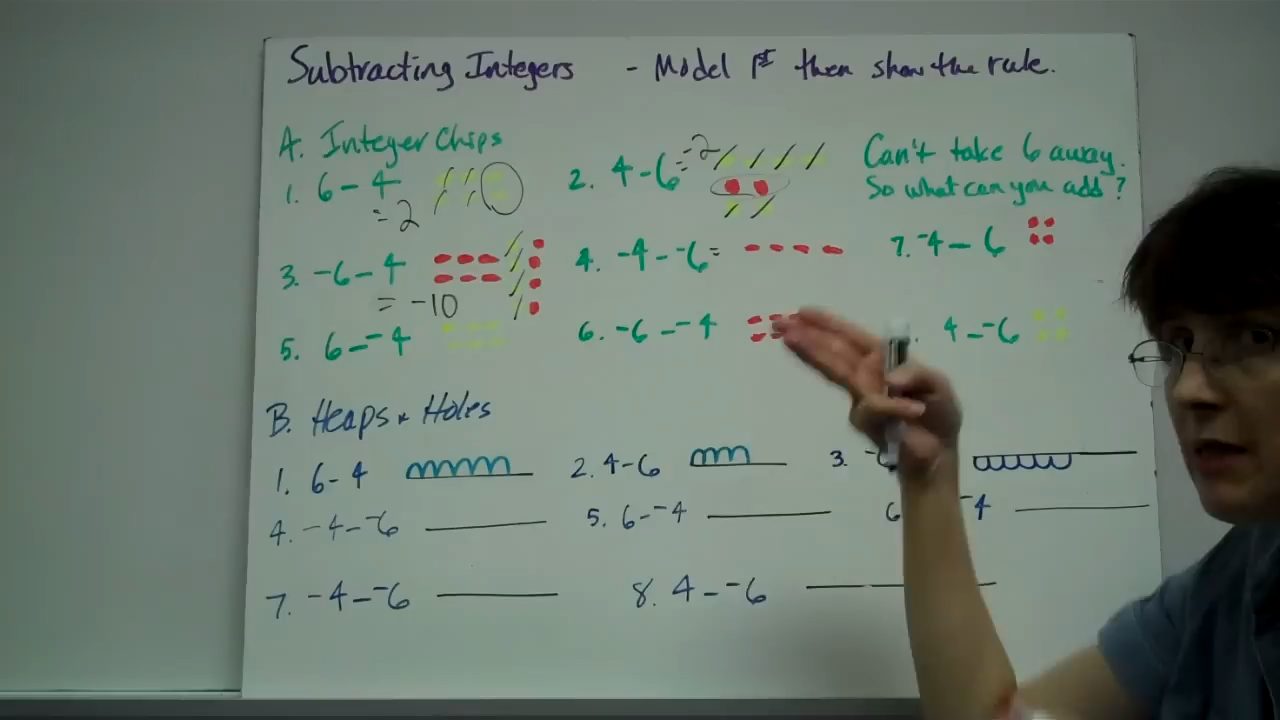 Subtracting Integers - Model 1st then show the rule.
A. Integer Chips
1. 6 - 4
= 2
2. 4 - 6 = -2
Can't take 6 away.
So what can you add?
3. -6 - 4
= -10
4. -4 - -6 =
7. -4 - 6
5. 6 - -4
6. -6 - -4
. 4 - -6
B. Heaps & Holes
1. 6 - 4
2. 4 - 6
3. -
4. -4 - -6
5. 6 - -4
6 -4
7. -4 - -6
8. 4 - -6